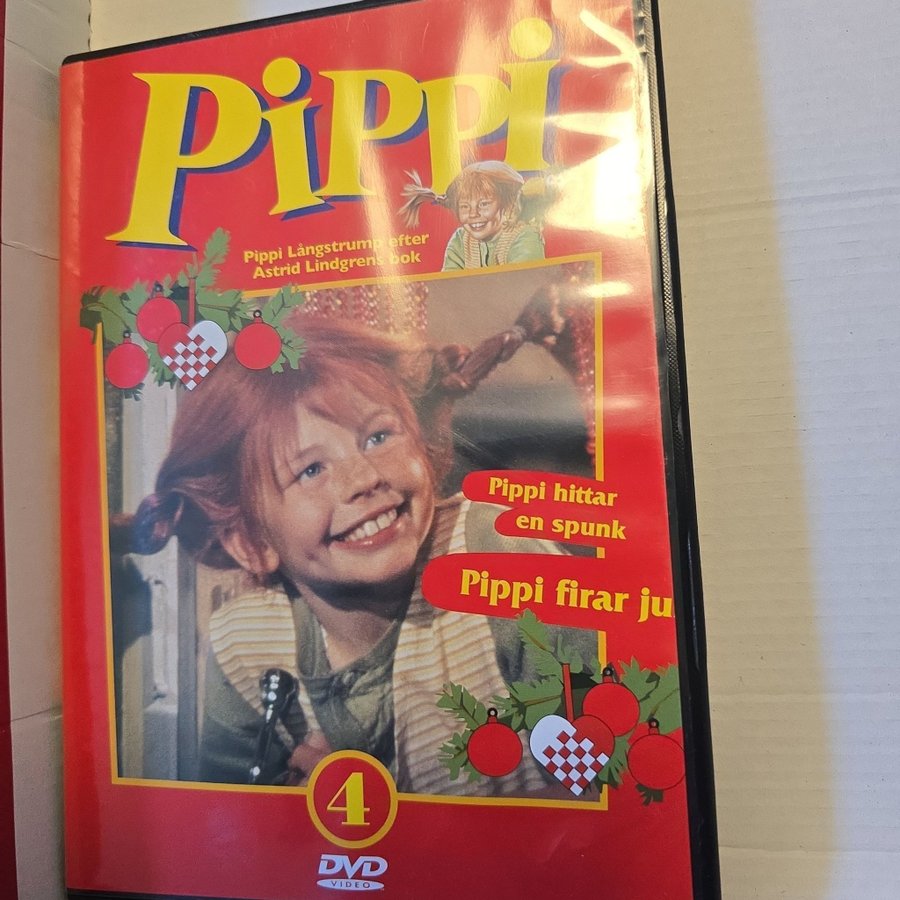 Pippi
Pippi Långstrump efter
Astrid Lindgrens bok
Pippi hittar
en spunk
Pippi firar ju
4
DVD
VIDEO